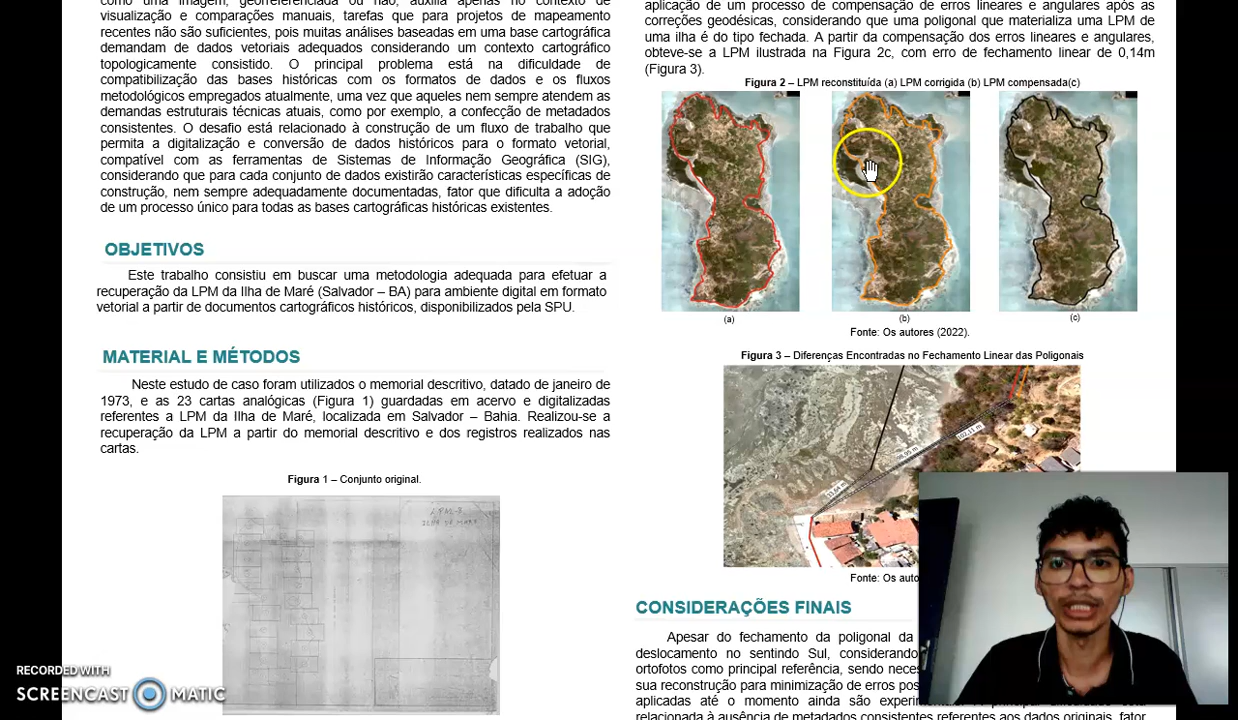 como uma imagem, georreferenciada ou não, auxilia apenas no contexto de
visualização e comparações manuais, tarefas que para projetos de mapeamento
recentes não são suficientes, pois muitas análises baseadas em uma base cartográfica
demandam de dados vetoriais adequados considerando um contexto cartográfico
topologicamente consistido. O principal problema está na dificuldade de
compatibilização das bases históricas com os formatos de dados e os fluxos
metodológicos empregados atualmente, uma vez que aqueles nem sempre atendem as
demandas estruturais técnicas atuais, como por exemplo, a confecção de metadados
consistentes. O desafio está relacionado à construção de um fluxo de trabalho que
permita a digitalização e conversão de dados históricos para o formato vetorial,
compatível com as ferramentas de Sistemas de Informação Geográfica (SIG),
considerando que para cada conjunto de dados existirão características específicas de
construção, nem sempre adequadamente documentadas, fator que dificulta a adoção
de um processo único para todas as bases cartográficas históricas existentes.
OBJETIVOS
Este trabalho consistiu em buscar uma metodologia adequada para efetuar a
recuperação da LPM da Ilha de Maré (Salvador – BA) para ambiente digital em formato
vetorial a partir de documentos cartográficos históricos, disponibilizados pela SPU.
MATERIAL E MÉTODOS
Neste estudo de caso foram utilizados o memorial descritivo, datado de janeiro de
1973, e as 23 cartas analógicas (Figura 1) guardadas em acervo e digitalizadas
referentes a LPM da Ilha de Maré, localizada em Salvador – Bahia. Realizou-se a
recuperação da LPM a partir do memorial descritivo e dos registros realizados nas
cartas.
Figura 1 – Conjunto original.
ILHA DE MARÉ
RECORDED WITH
SCREENCAST MATIC
aplicação de um processo de compensação de erros lineares e angulares após as
correções geodésicas, considerando que uma poligonal que materializa uma LPM de
uma ilha é do tipo fechada. A partir da compensação dos erros lineares e angulares,
obteve-se a LPM ilustrada na Figura 2c, com erro de fechamento linear de 0,14m
(Figura 3).
Figura 2 – LPM reconstituída (a) LPM corrigida (b) LPM compensada(c)
(a)
(b)
(c)
Fonte: Os autores (2022).
Figura 3 – Diferenças Encontradas no Fechamento Linear das Poligonais
Fonte: Os auto
CONSIDERAÇÕES FINAIS
Apesar do fechamento da poligonal da
deslocamento no sentido Sul, considerando
ortofotos como principal referência, sendo neces
sua reconstrução para minimização de erros pos
aplicadas até o momento ainda são experim
relacionada à ausência de metadados consistentes referentes aos dados originais, fator